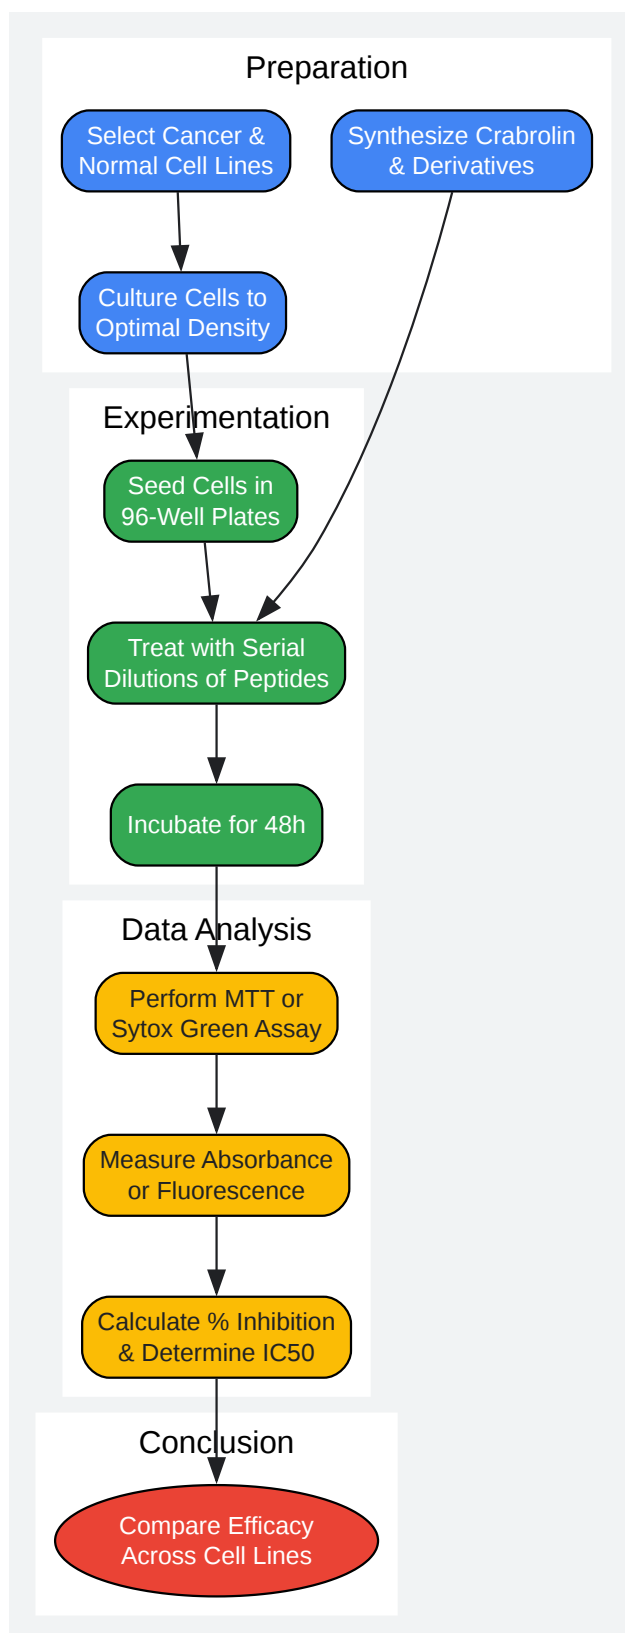 Preparation
Select Cancer &
Normal Cell Lines
Synthesize Crabrolin
& Derivatives
Culture Cells to
Optimal Density
Experimentation
Seed Cells in
96-Well Plates
Treat with Serial
Dilutions of Peptides
Incubate for 48h
Data Analysis
Perform MTT or
Sytox Green Assay
Measure Absorbance
or Fluorescence
Calculate % Inhibition
& Determine IC50
Conclusion
Compare Efficacy
Across Cell Lines